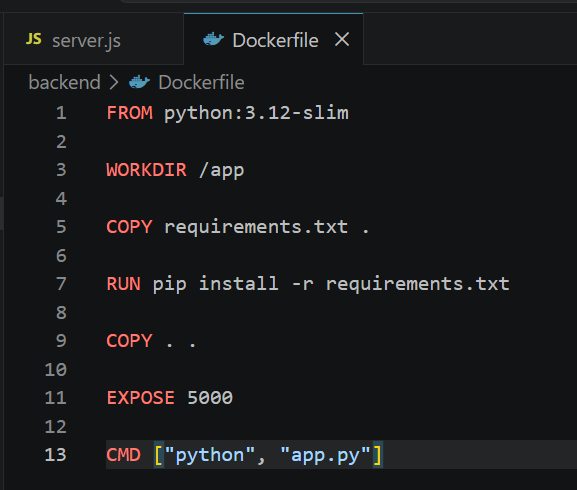 JS server.js Dockerfile
backend > Dockerfile
1 FROM python:3.12-slim
2
3 WORKDIR /app
4
5 COPY requirements.txt .
6
7 RUN pip install -r requirements.txt
8
9 COPY . .
10
11 EXPOSE 5000
12
13 CMD ["python", "app.py"]